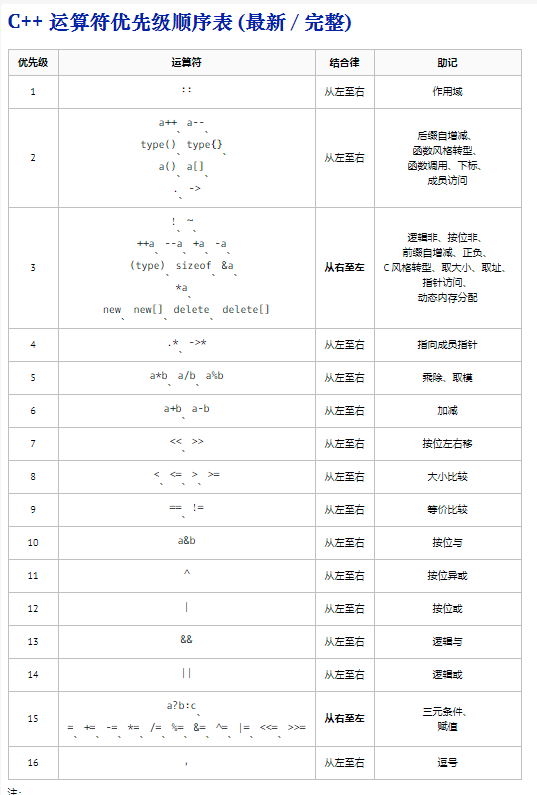 C++ 运算符优先级顺序表 (最新 / 完整)
优先级 运算符 结合律 助记
1 :: 从左至右 作用域
2 a++、a-- 从左至右 后缀自增减、
type()、type{} 函数风格转型、
a()、a[] 函数调用、下标、
.、-> 成员访问
3 !、~ 从右至左 逻辑非、按位非、
++a、--a、+a、-a 前缀自增减、正负、
(type)、sizeof、&a、 C 风格转型、取大小、取址、
*a 指针访问、
new、new[]、delete、delete[] 动态内存分配
4 .*、->* 从左至右 指向成员指针
5 a*b、a/b、a%b 从左至右 乘除、取模
6 a+b、a-b 从左至右 加减
7 <<、>> 从左至右 按位左右移
8 <、<=、>、>= 从左至右 大小比较
9 ==、!= 从左至右 等价比较
10 a&b 从左至右 按位与
11 ^ 从左至右 按位异或
12 | 从左至右 按位或
13 && 从左至右 逻辑与
14 || 从左至右 逻辑或
15 a?b:c、 从右至左 三元条件、
=、+=、-=、*=、/=、%=、&=、^=、|=、<<=、>>= 赋值
16 , 从左至右 逗号
注: